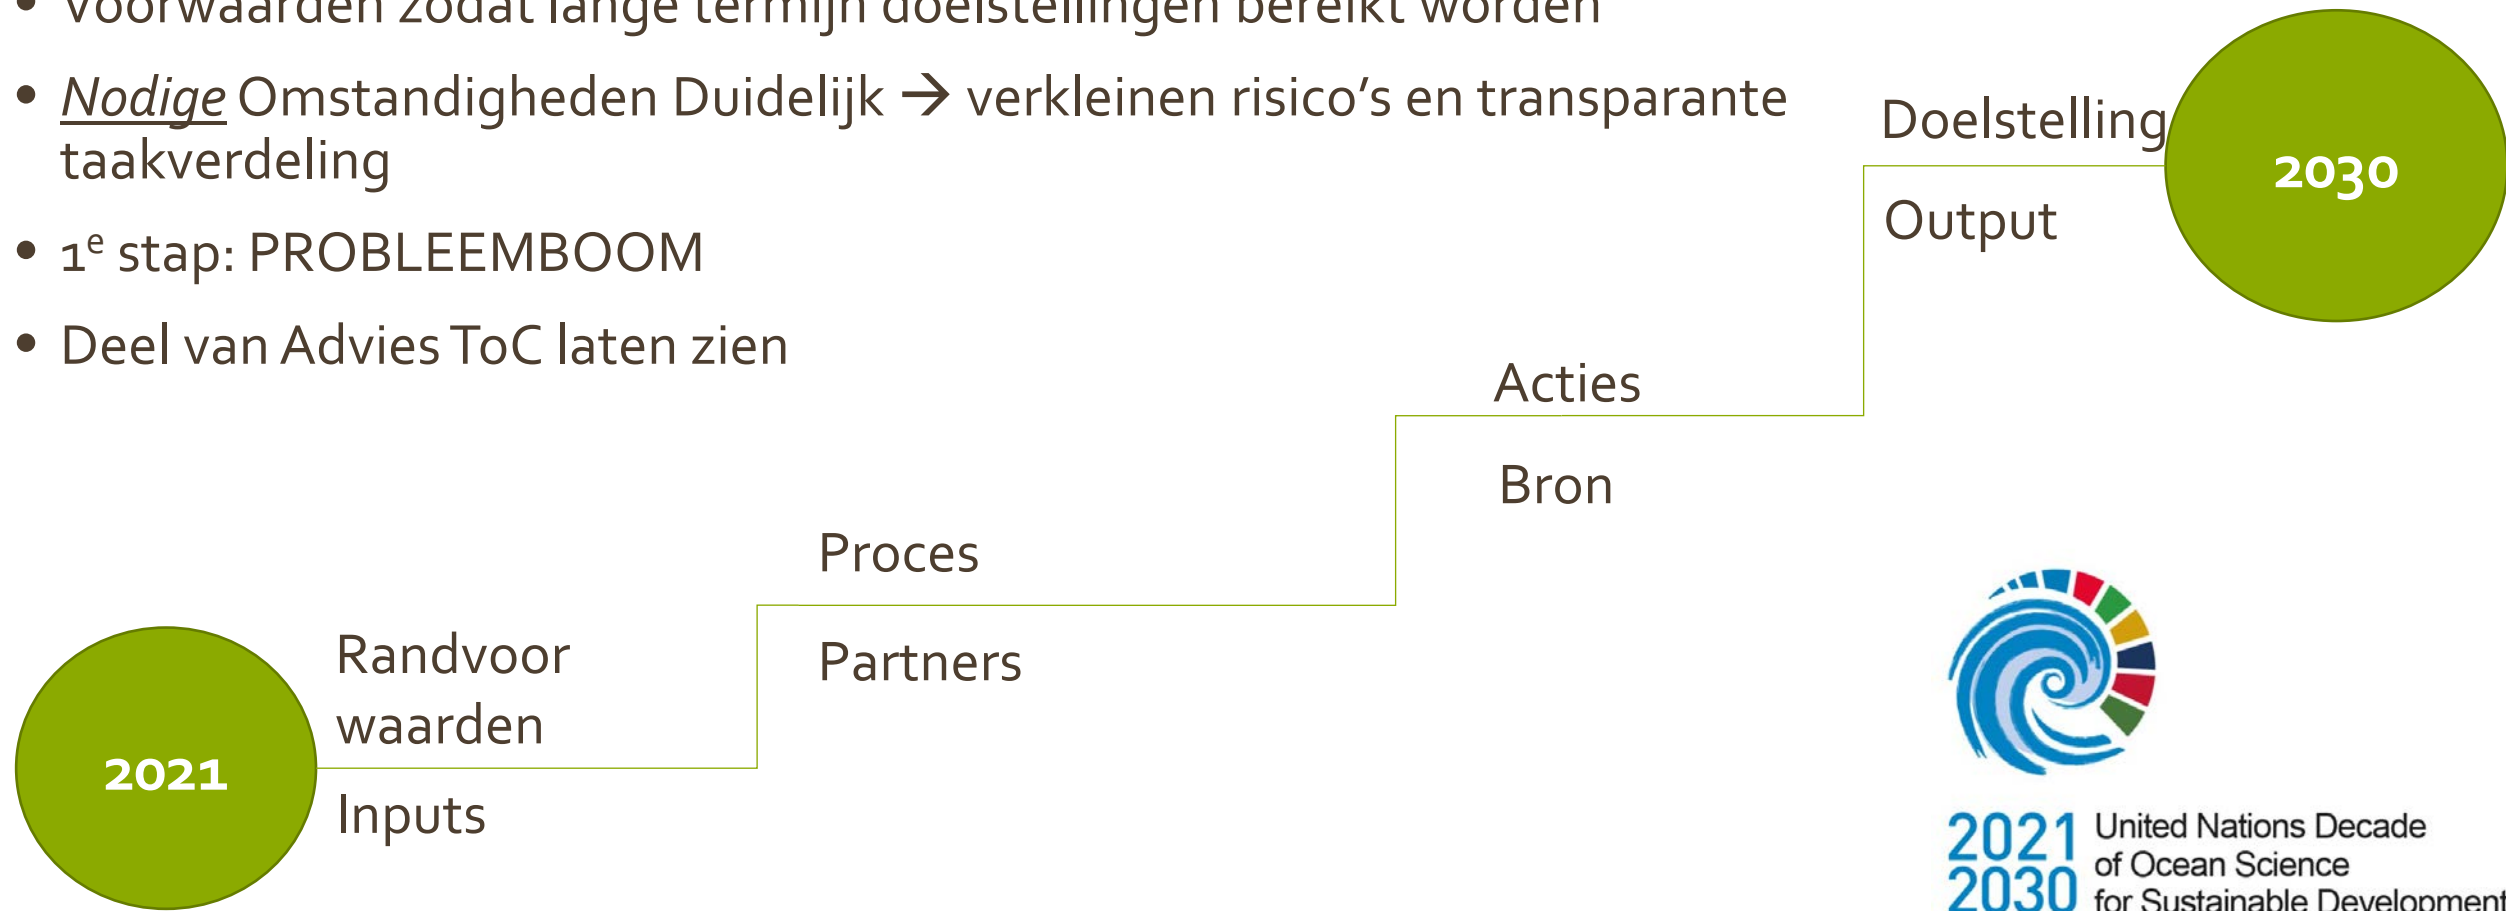 • Voorwaarden zodat lange termijn doelstellingen bereikt worden
• Nodige Omstandigheden Duidelijk → verkleinen risico's en transparante
taakverdeling
• 1e stap: PROBLEEMBOOM
• Deel van Advies ToC laten zien
Doelstelling
2030
Output
Acties
Bron
Proces
Partners
Randvoor
waarden
2021
Inputs
2021 United Nations Decade
of Ocean Science
2030 for Sustainable Development